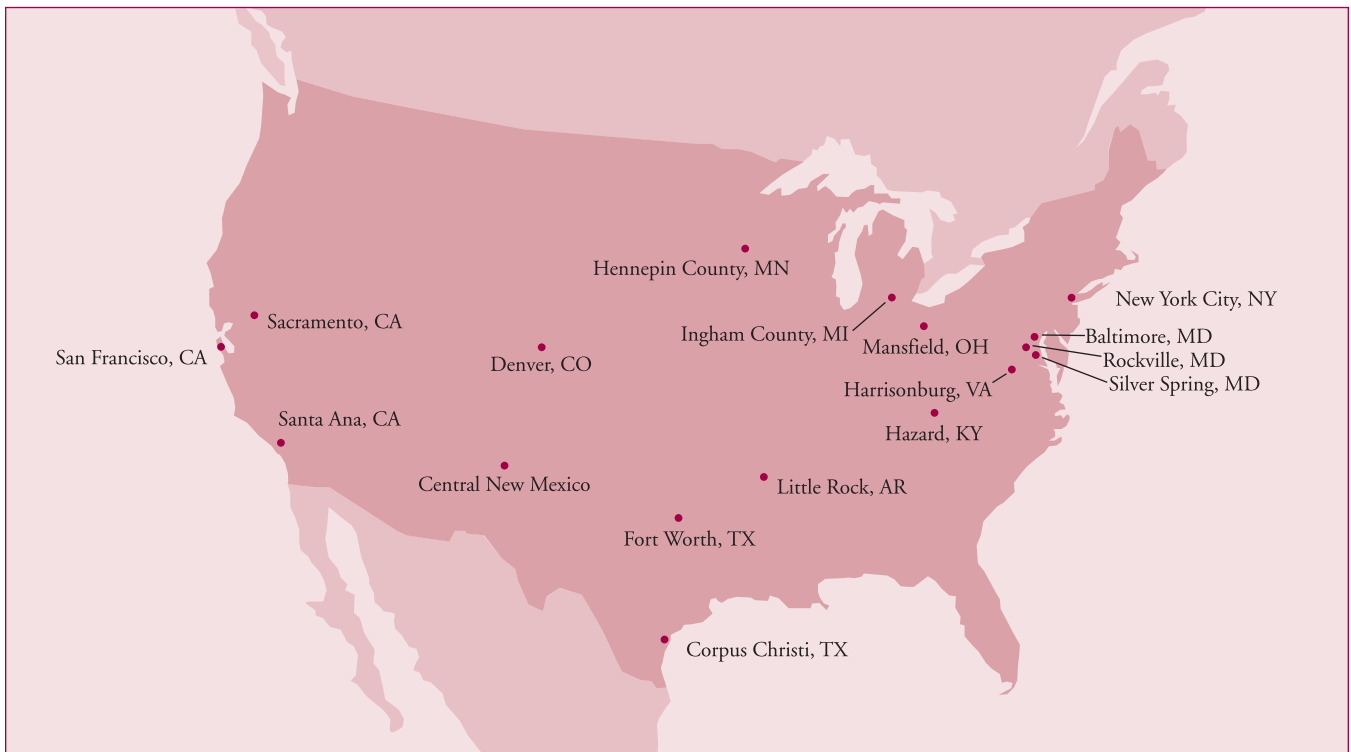 Hennepin County, MN
New York City, NY
Sacramento, CA
Ingham County, MI
Baltimore, MD
Mansfield, OH
San Francisco, CA
Rockville, MD
Denver, CO
Silver Spring, MD
Harrisonburg, VA
Santa Ana, CA
Hazard, KY
Central New Mexico
Little Rock, AR
Fort Worth, TX
Corpus Christi, TX